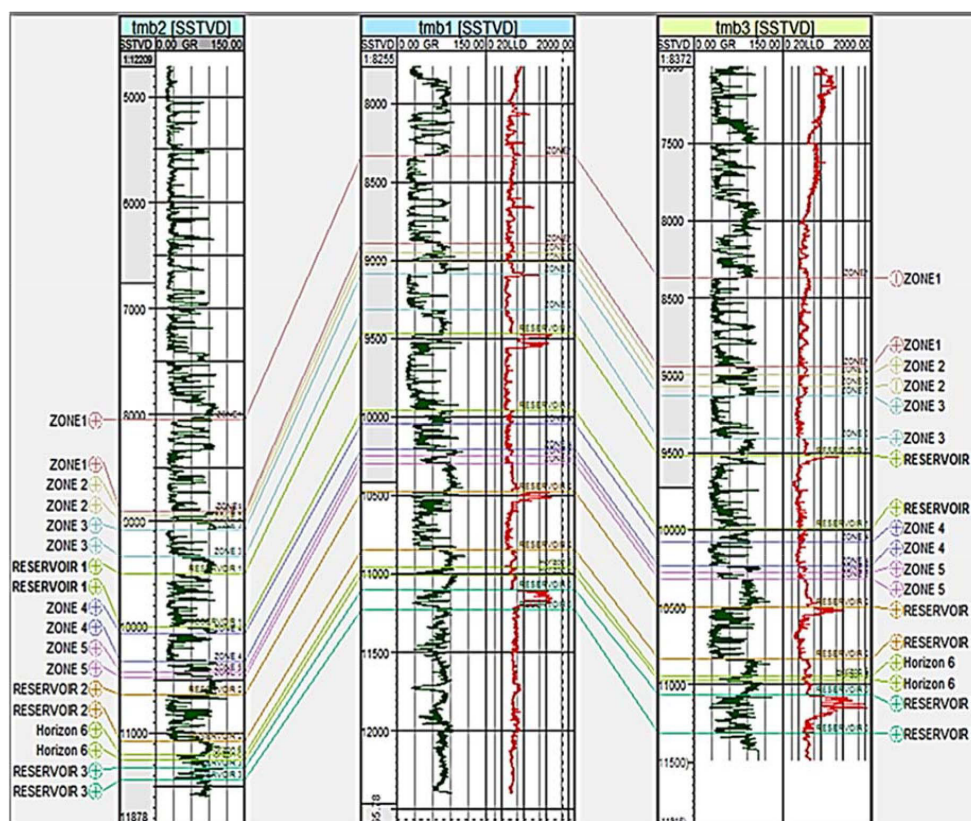 tmb2 [SSTVD]
SSTVD 0.00 GR 150.00
1:12209
5000
6000
7000
8000
9000
10000
11000
11878
ZONE1
ZONE1
ZONE 2
ZONE 2
ZONE 3
ZONE 3
RESERVOIR 1
RESERVOIR 1
ZONE 4
ZONE 4
ZONE 5
ZONE 5
RESERVOIR 2
RESERVOIR 2
Horizon 6
Horizon 6
RESERVOIR 3
RESERVOIR 3
tmb1 [SSTVD]
SSTVD 0.00 GR 150.00 0.20 LLD 2000.00
1:8255
8000
8500
9000
9500
10000
10500
11000
11500
12000
tmb3 [SSTVD]
SSTVD 0.00 GR 150.00 0.20 LLD 2000.00
1:8372
7500
8000
8500
9000
9500
10000
11000
11500
ZONE1
ZONE1
ZONE 2
ZONE 2
ZONE 3
ZONE 3
RESERVOIR
RESERVOIR
ZONE 4
ZONE 4
ZONE 5
ZONE 5
RESERVOIR
RESERVOIR
Horizon 6
Horizon 6
RESERVOIR
RESERVOIR